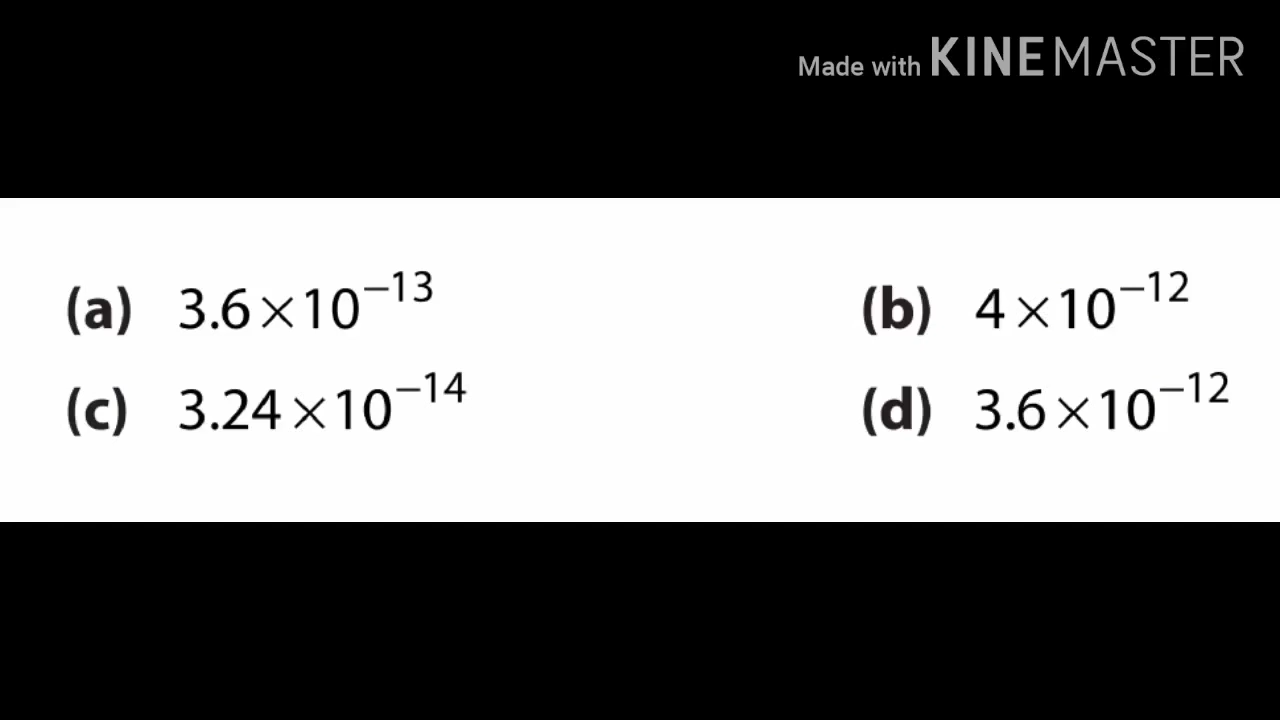 Made with KINEMASTER
(a) 3.6×10⁻¹³ (b) 4×10⁻¹²
(c) 3.24×10⁻¹⁴ (d) 3.6×10⁻¹²